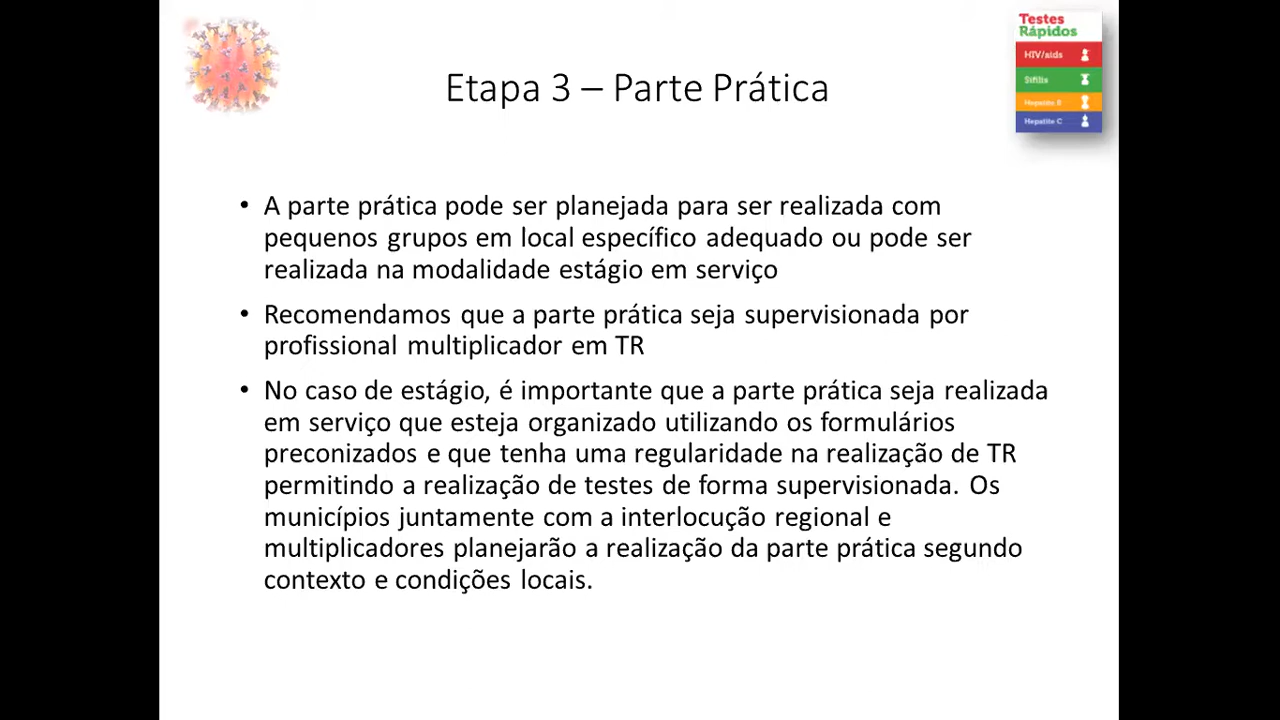 Testes
Rápidos
HIV/aids
Sífilis
Hepatite B
Hepatite C
Etapa 3 – Parte Prática
• A parte prática pode ser planejada para ser realizada com
pequenos grupos em local específico adequado ou pode ser
realizada na modalidade estágio em serviço
• Recomendamos que a parte prática seja supervisionada por
profissional multiplicador em TR
• No caso de estágio, é importante que a parte prática seja realizada
em serviço que esteja organizado utilizando os formulários
preconizados e que tenha uma regularidade na realização de TR
permitindo a realização de testes de forma supervisionada. Os
municípios juntamente com a interlocução regional e
multiplicadores planejarão a realização da parte prática segundo
contexto e condições locais.